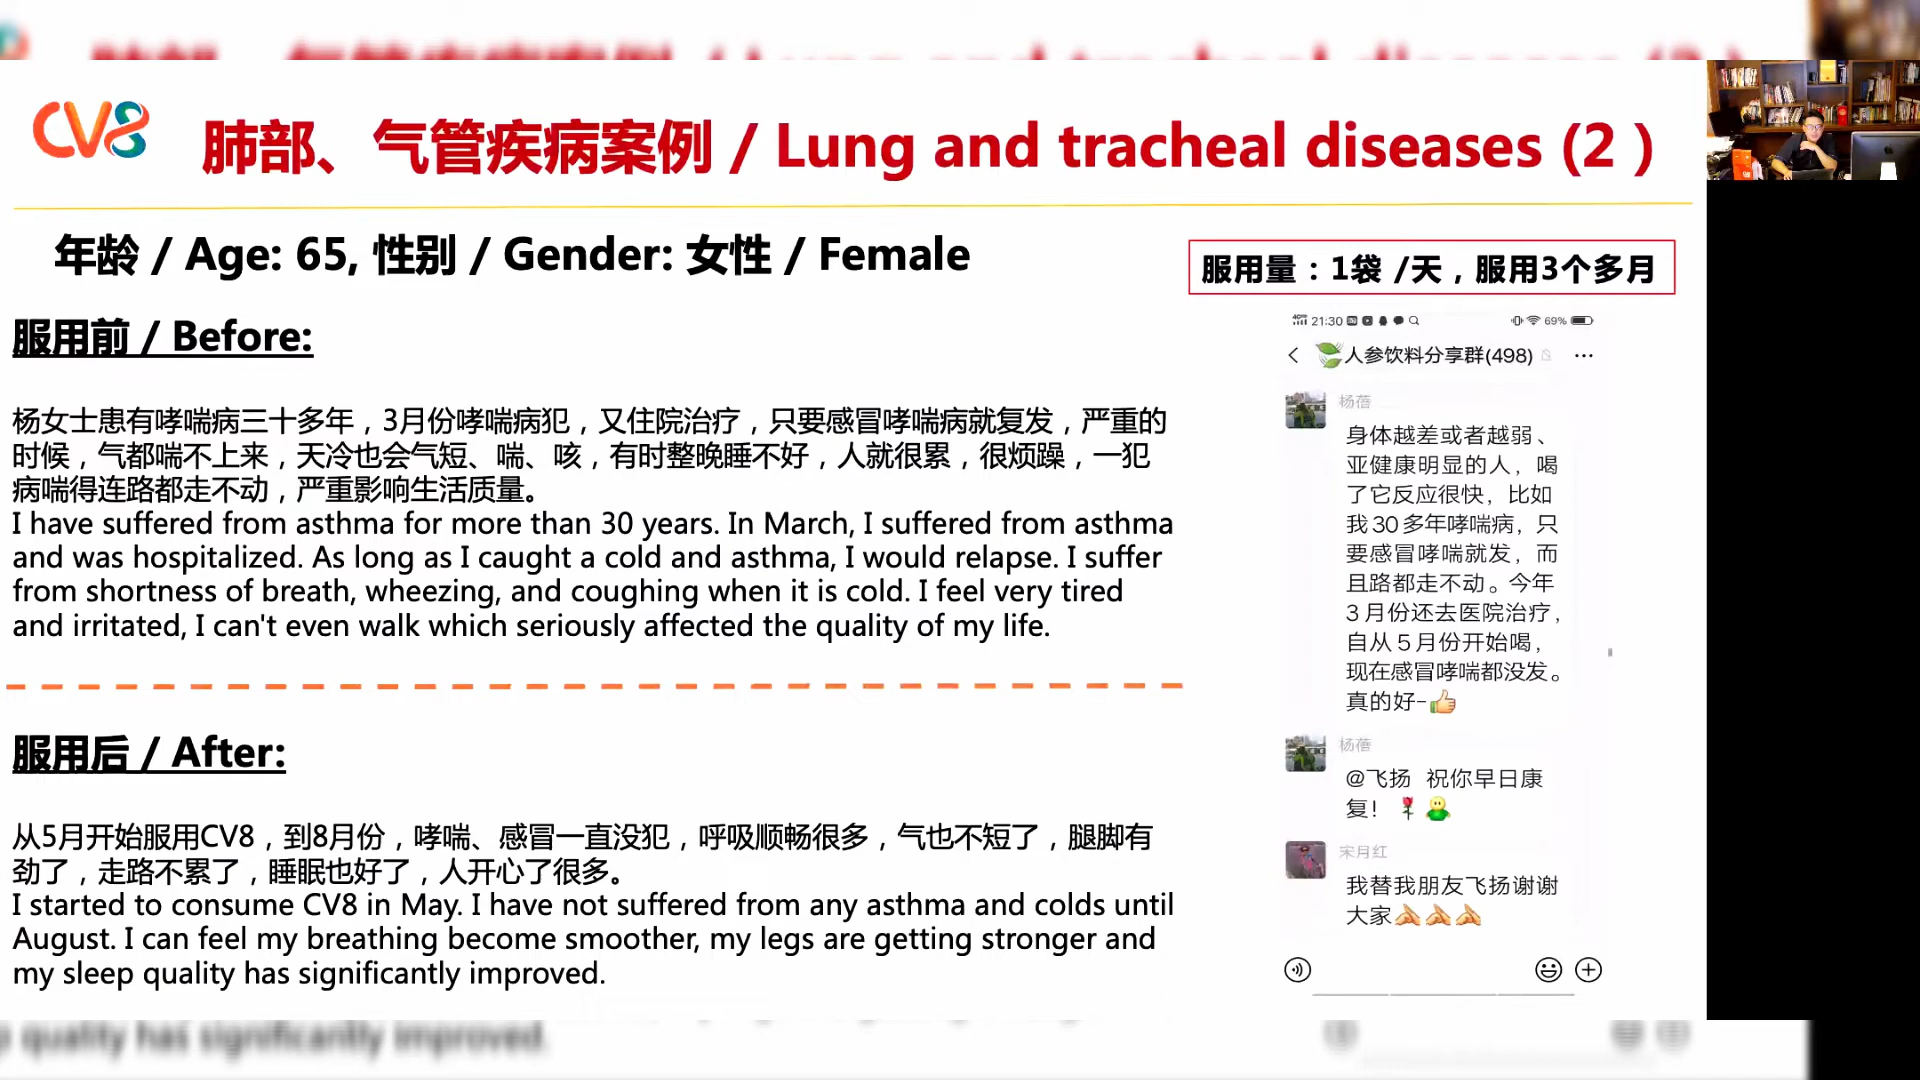 CV8
肺部、气管疾病案例 / Lung and tracheal diseases (2 )
年龄 / Age: 65, 性别 / Gender: 女性 / Female
服用前 / Before:
杨女士患有哮喘病三十多年，3月份哮喘病犯，又住院治疗，只要感冒哮喘病就复发，严重的
时候，气都喘不上来，天冷也会气短、喘、咳，有时整晚睡不好，人就很累，很烦躁，一犯
病喘得连路都走不动，严重影响生活质量。
I have suffered from asthma for more than 30 years. In March, I suffered from asthma
and was hospitalized. As long as I caught a cold and asthma, I would relapse. I suffer
from shortness of breath, wheezing, and coughing when it is cold. I feel very tired
and irritated, I can't even walk which seriously affected the quality of my life.
服用后 / After:
从5月开始服用CV8，到8月份，哮喘、感冒一直没犯，呼吸顺畅很多，气也不短了，腿脚有
劲了，走路不累了，睡眠也好了，人开心了很多。
I started to consume CV8 in May. I have not suffered from any asthma and colds until
August. I can feel my breathing become smoother, my legs are getting stronger and
my sleep quality has significantly improved.
服用量：1袋 /天，服用3个多月
21:30
69%
人参饮料分享群(498)
杨蓓
身体越差或者越弱、
亚健康明显的人，喝
了它反应很快，比如
我30多年哮喘病，只
要感冒哮喘就发，而
且路都走不动。今年
3月份还去医院治疗，
自从5月份开始喝，
现在感冒哮喘都没发。
真的好-
杨蓓
@飞扬 祝你早日康
复！
宋月红
我替我朋友飞扬谢谢
大家
quality has significantly improved.